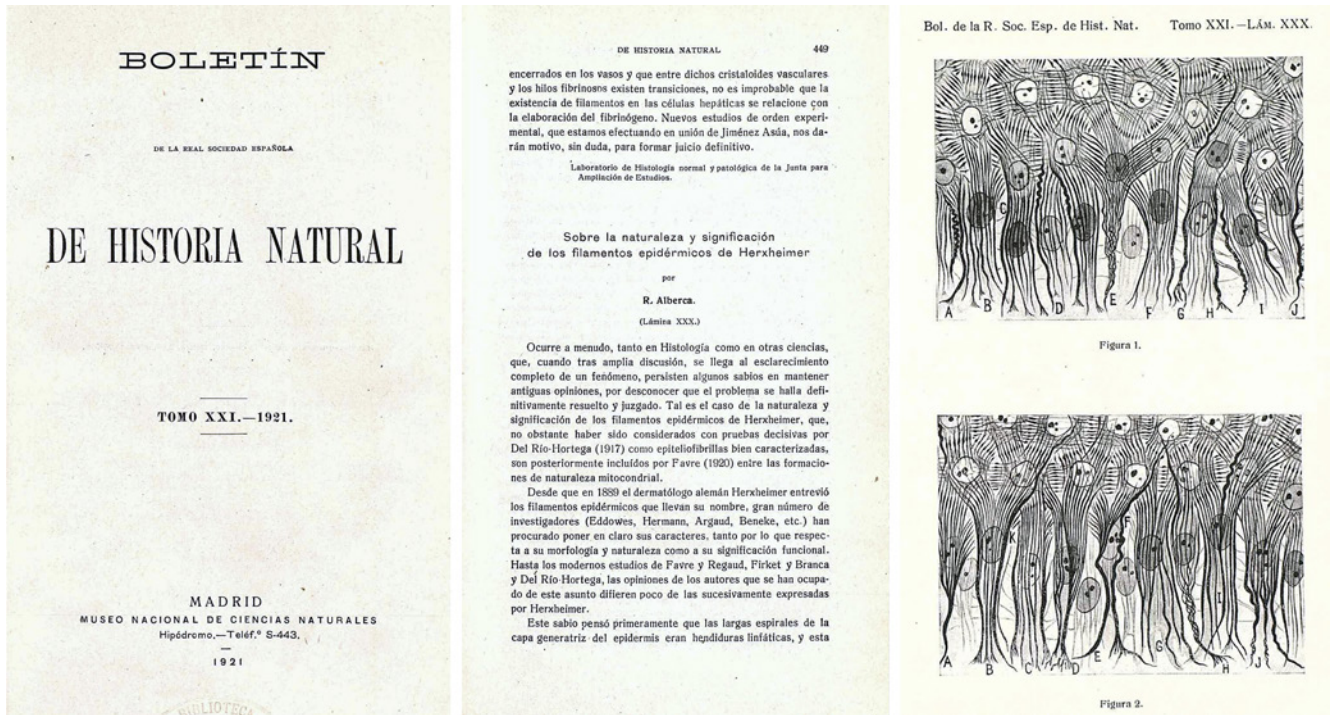 BOLETÍN
DE LA REAL SOCIEDAD ESPAÑOLA
DE HISTORIA NATURAL
TOMO XXI.—1921.
MADRID
MUSEO NACIONAL DE CIENCIAS NATURALES
Hipódromo.—Teléf.º S-443.
1921
BIBLIOTECA
DE HISTORIA NATURAL 449
encerrados en los vasos y que entre dichos cristaloides vasculares
y los hilos fibrinosos existen transiciones, no es improbable que la
existencia de filamentos en las células hepáticas se relacione con
la elaboración del fibrinógeno. Nuevos estudios de orden experi-
mental, que estamos efectuando en unión de Jiménez Asúa, nos da-
rán motivo, sin duda, para formar juicio definitivo.
Laboratorio de Histología normal y patológica de la Junta para
Ampliación de Estudios.
Sobre la naturaleza y significación
de los filamentos epidérmicos de Herxheimer
por
R. Alberca.
(Lámina XXX.)
Ocurre a menudo, tanto en Histología como en otras ciencias,
que, cuando tras amplia discusión, se llega al esclarecimiento
completo de un fenómeno, persisten algunos sabios en mantener
antiguas opiniones, por desconocer que el problema se halla defi-
nitivamente resuelto y juzgado. Tal es el caso de la naturaleza y
significación de los filamentos epidérmicos de Herxheimer, que,
no obstante haber sido considerados con pruebas decisivas por
Del Río-Hortega (1917) como epiteliofibrillas bien caracterizadas,
son posteriormente incluídos por Favre (1920) entre las formacio-
nes de naturaleza mitocondrial.
Desde que en 1889 el dermatólogo alemán Herxheimer entrevió
los filamentos epidérmicos que llevan su nombre, gran número de
investigadores (Eddowes, Hermann, Argaud, Beneke, etc.) han
procurado poner en claro sus caracteres, tanto por lo que respec-
ta a su morfología y naturaleza como a su significación funcional.
Hasta los modernos estudios de Favre y Regaud, Firket y Branca
y Del Río-Hortega, las opiniones de los autores que se han ocupa-
do de este asunto difieren poco de las sucesivamente expresadas
por Herxheimer.
Este sabio pensó primeramente que las largas espirales de la
capa generatriz del epidermis eran hendiduras linfáticas, y esta
Bol. de la R. Soc. Esp. de Hist. Nat. Tomo XXI.—LÁM. XXX.
C
A B D E F G H I J
Figura 1.
F
K
I
A B C D E G H J
Figura 2.